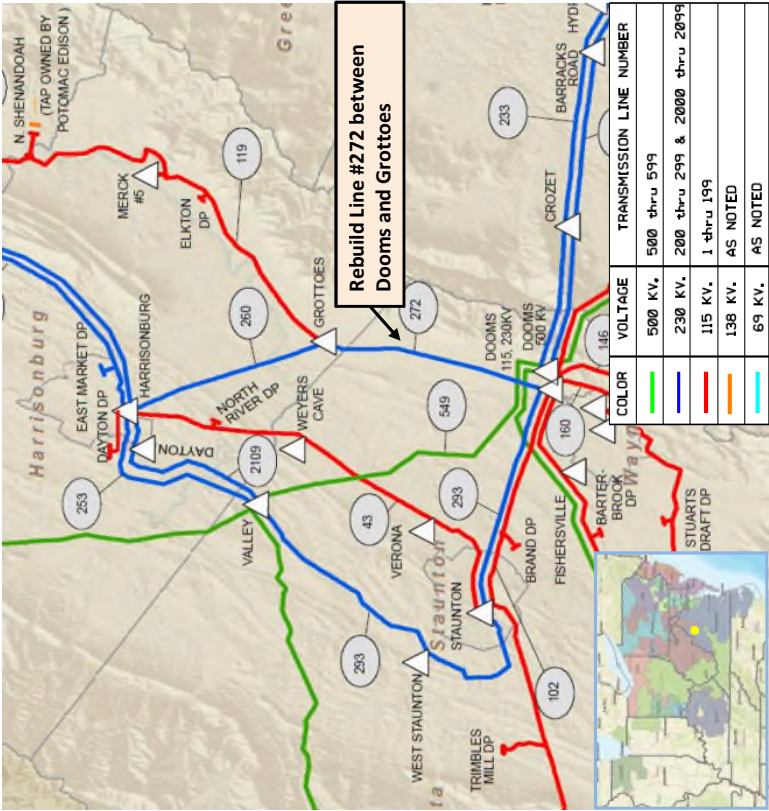 N. SHENANDOAH
(TAP OWNED BY
POTOMAC EDISON )
Gree
HYDR
BARRACKS
ROAD
233
CROZET
119
MERCK
#5
ELKTON
DP
Rebuild Line #272 between
Dooms and Grottoes
260
GROTTOES
272
Harrisonburg
EAST MARKET DP
HARRISONBURG
DAYTON DP
DAYTON
NORTH
RIVER DP
WEYERS
CAVE
253
2109
VALLEY
549
DOOMS
115, 230KV
DOOMS
500 KV
146
160
43
VERONA
293
Staunton
STAUNTON
BRAND DP
FISHERSVILLE
BARTER-
BROOK
DP
Wayn
STUARTS
DRAFT DP
293
WEST STAUNTON
102
TRIMBLES
MILL DP
ta
COLOR VOLTAGE TRANSMISSION LINE NUMBER
500 KV. 500 thru 599
230 KV. 200 thru 299 & 2000 thru 2099
115 KV. 1 thru 199
138 KV. AS NOTED
69 KV. AS NOTED